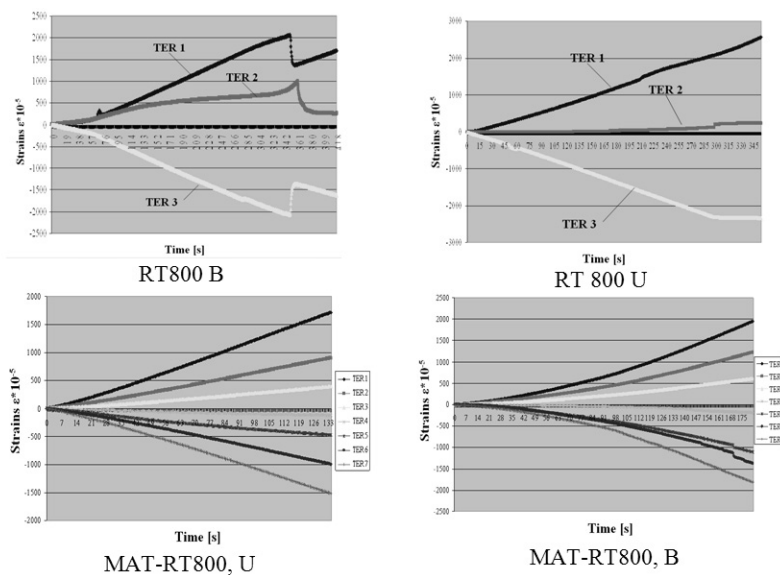 2500
2000
1500
1000
500
0
-500
-1000
-1500
-2000
-2500
Strains ε*10⁻⁵
TER 1
TER 2
TER 3
Time [s]
RT800 B
3000
2000
1000
0
-1000
-2000
-3000
Strains ε*10⁻⁵
TER 1
TER 2
TER 3
0 15 30 45 60 75 90 105 120 135 150 165 180 195 210 225 240 255 270 285 300 315 330 345
Time [s]
RT 800 U
2000
1500
1000
500
0
-500
-1000
-1500
-2000
Strains ε*10⁻⁵
0 7 14 21 28 35 42 49 56 63 70 77 84 91 98 105 112 119 126 133
TER1
TER2
TER3
TER4
TER5
TER6
TER7
Time [s]
MAT-RT800, U
2500
2000
1500
1000
500
0
-500
-1000
-1500
-2000
-2500
Strains ε*10⁻⁵
0 7 14 21 28 35 42 49 56 63 70 77 84 91 98 105 112 119 126 133 140 147 154 161 168 175
TER
TER
TER
TER
TER
TER
TER
Time [s]
MAT-RT800, B